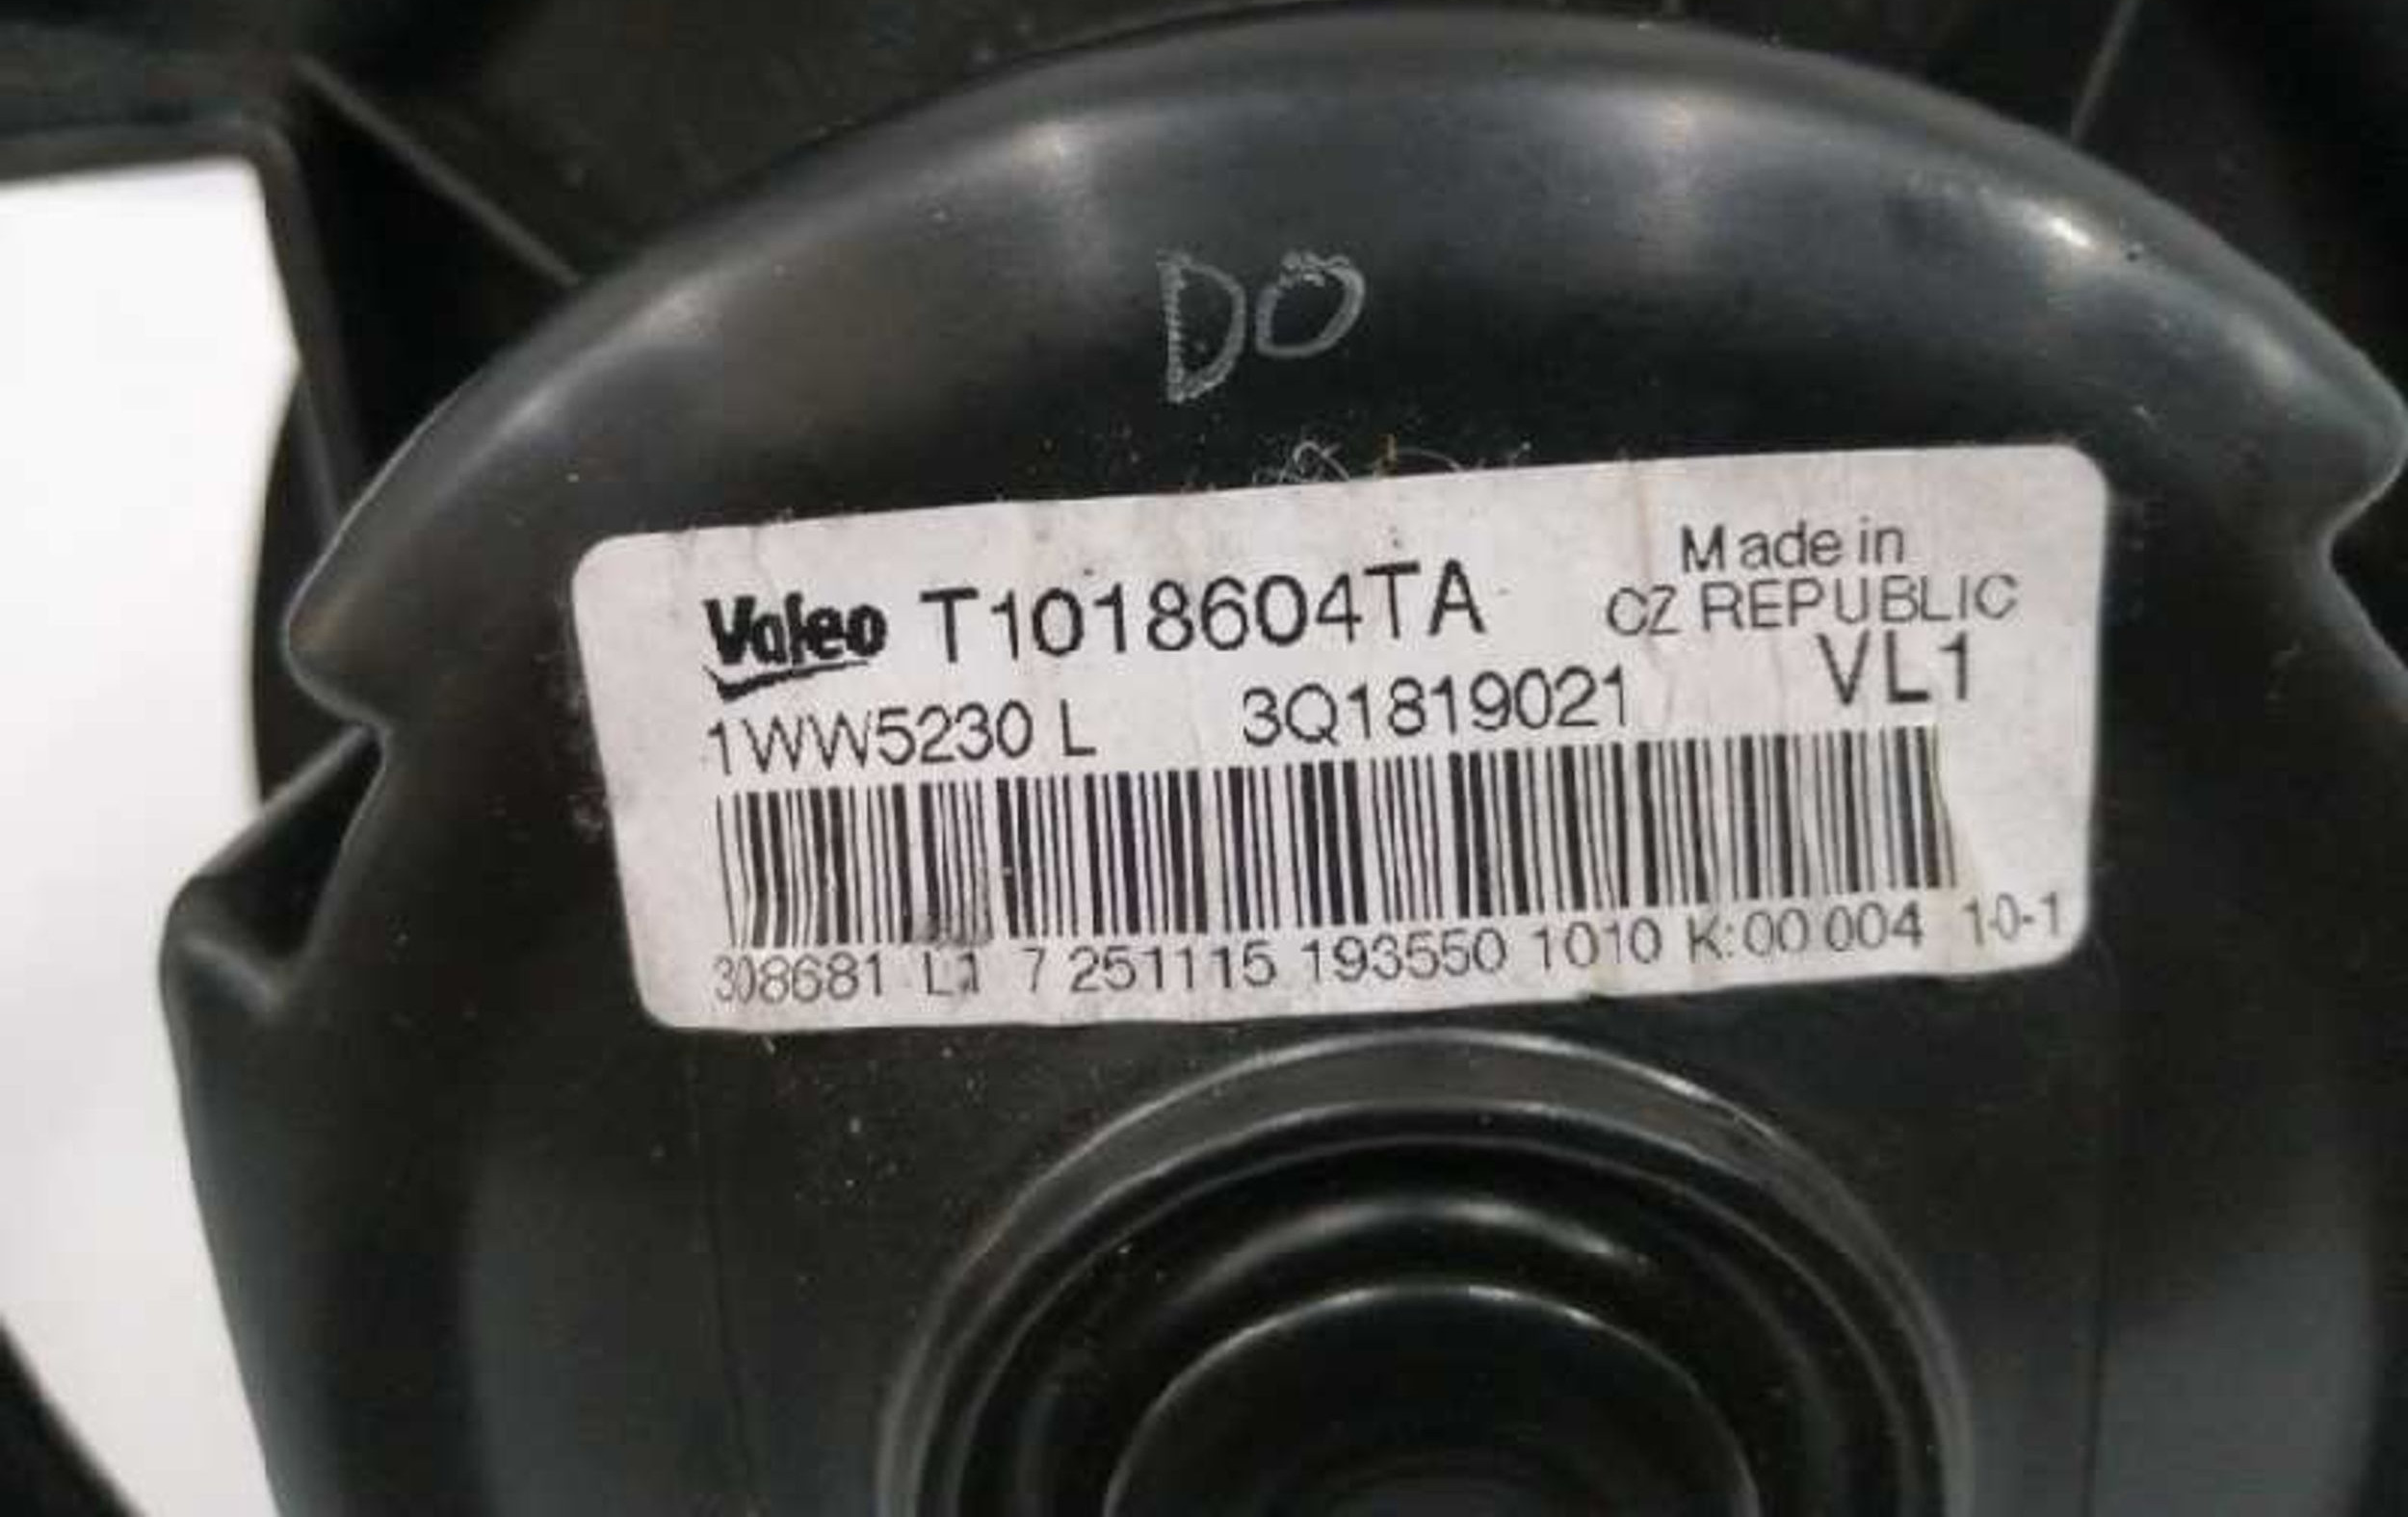 DO
Valeo T1018604TA
Made in
CZ REPUBLIC
VL1
1WW5230 L 3Q1819021
308681 L1 7 251115 193550 1010 K:00 004 10-1